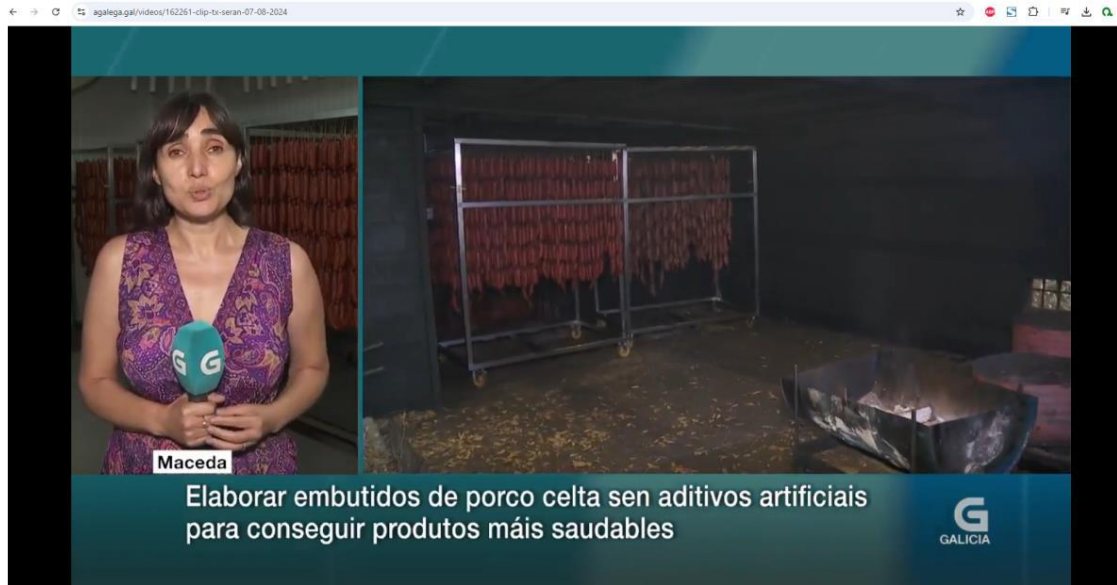 agalega.gal/videos/162261-clip-tx-seran-07-08-2024
G G
Maceda
Elaborar embutidos de porco celta sen aditivos artificiais
para conseguir produtos máis saudables
G
GALICIA